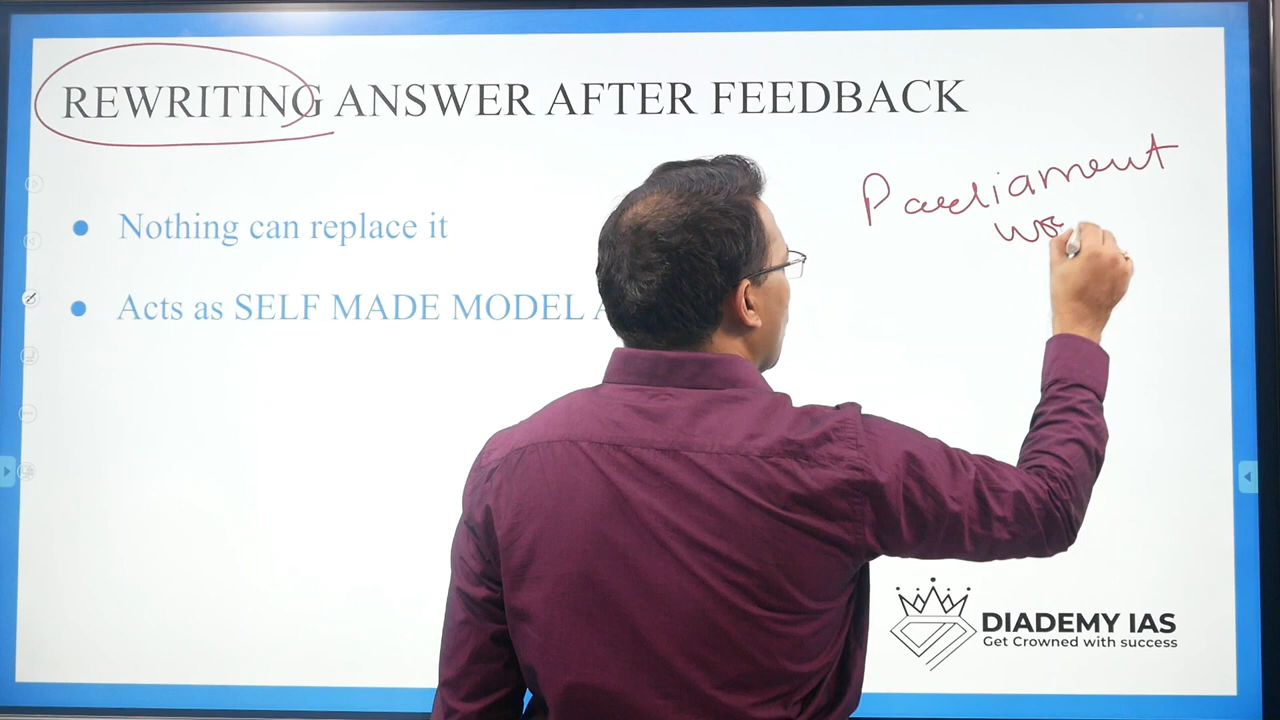 REWRITING ANSWER AFTER FEEDBACK
Parliament
● Nothing can replace it
● Acts as SELF MADE MODEL
DIADEMY IAS
Get Crowned with success